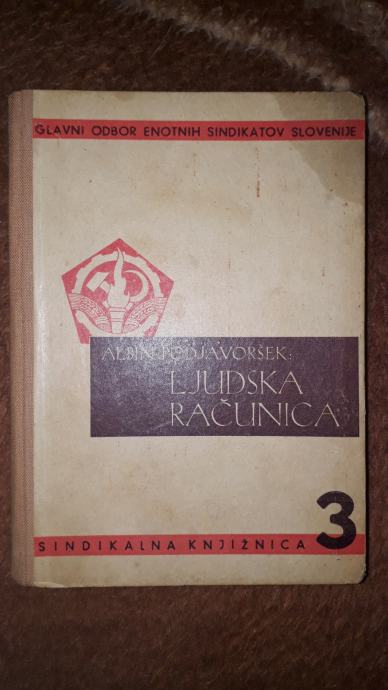 GLAVNI ODBOR ENOTNIH SINDIKATOV SLOVENIJE
ALBIN PODJAVORŠEK:
LJUDSKA
RAČUNICA
SINDIKALNA KNJIŽNICA 3